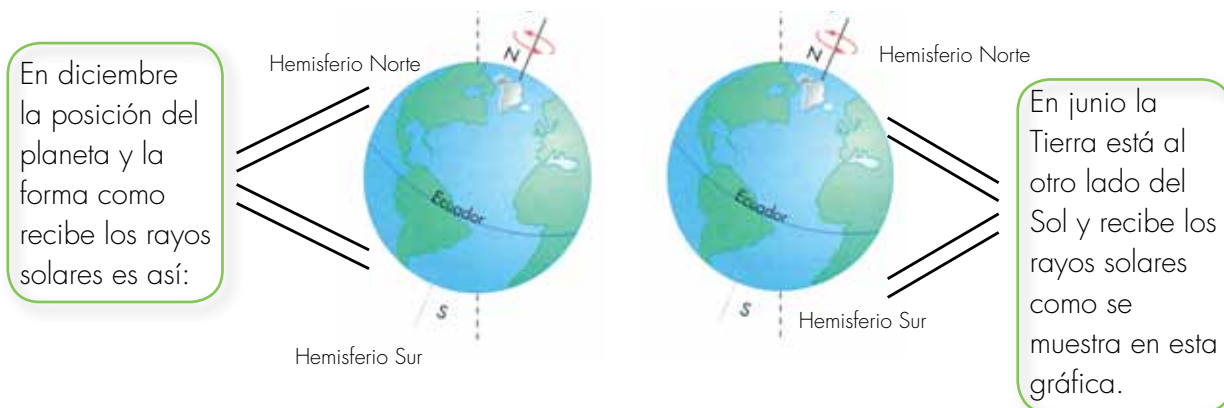 En diciembre
la posición del
planeta y la
forma como
recibe los rayos
solares es así:
Hemisferio Norte
N
Ecuador
S
Hemisferio Sur
N
Hemisferio Norte
Ecuador
S
Hemisferio Sur
En junio la
Tierra está al
otro lado del
Sol y recibe los
rayos solares
como se
muestra en esta
gráfica.